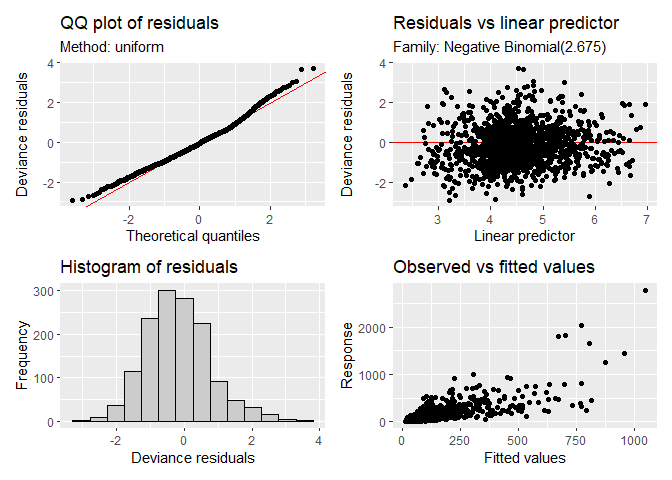 QQ plot of residuals
Method: uniform
Deviance residuals
4
2
0
-2
-2
0
2
Theoretical quantiles
Residuals vs linear predictor
Family: Negative Binomial(2.675)
Deviance residuals
4
2
0
-2
3
4
5
6
7
Linear predictor
Histogram of residuals
Frequency
300
200
100
0
-2
0
2
4
Deviance residuals
Observed vs fitted values
Response
2000
1000
0
0
250
500
750
1000
Fitted values